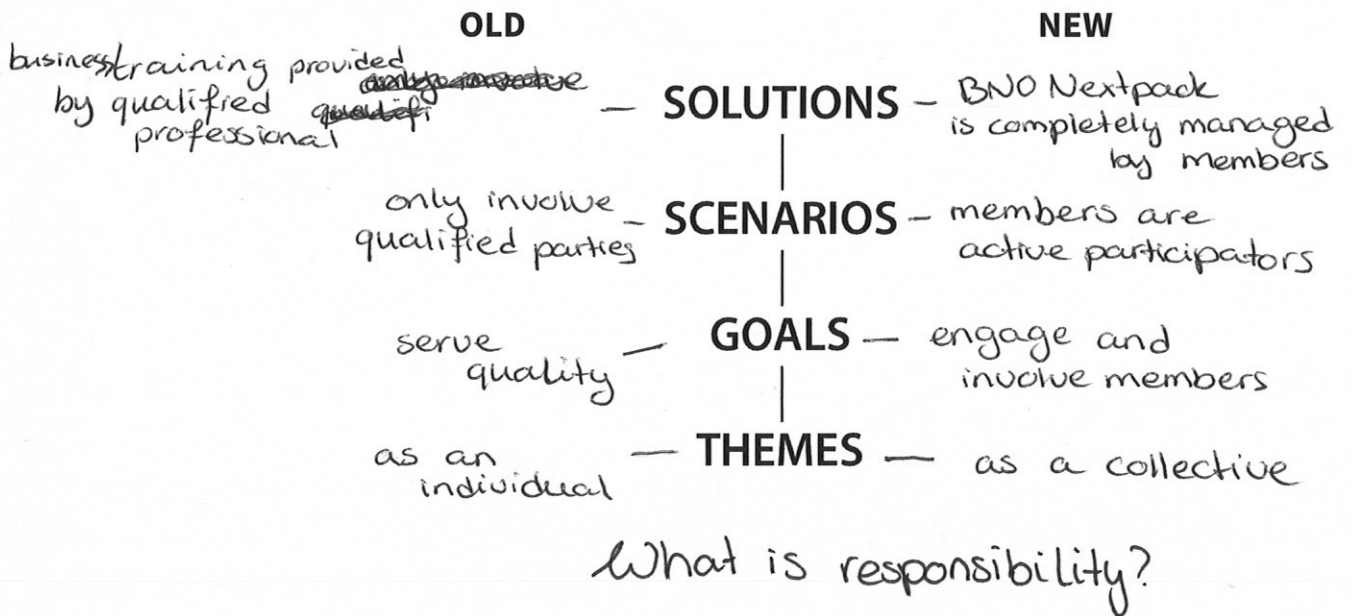 OLD
NEW
business training provided
by qualified
professional
SOLUTIONS
BNO Nextpack
is completely managed
by members
only involve
qualified parties
SCENARIOS
members are
active participators
serve
quality
GOALS
engage and
involve members
as an
individual
THEMES
as a collective
What is responsibility?